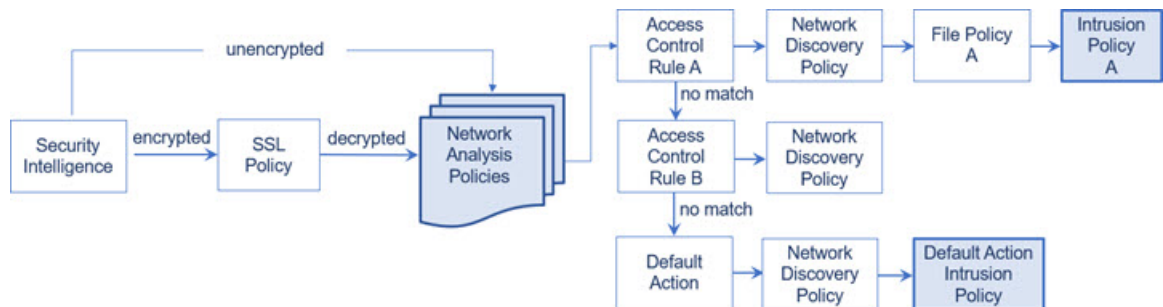 unencrypted
Security
Intelligence
encrypted
SSL
Policy
decrypted
Network
Analysis
Policies
Access
Control
Rule A
Network
Discovery
Policy
File Policy
A
Intrusion
Policy
A
no match
Access
Control
Rule B
Network
Discovery
Policy
no match
Default
Action
Network
Discovery
Policy
Default Action
Intrusion
Policy